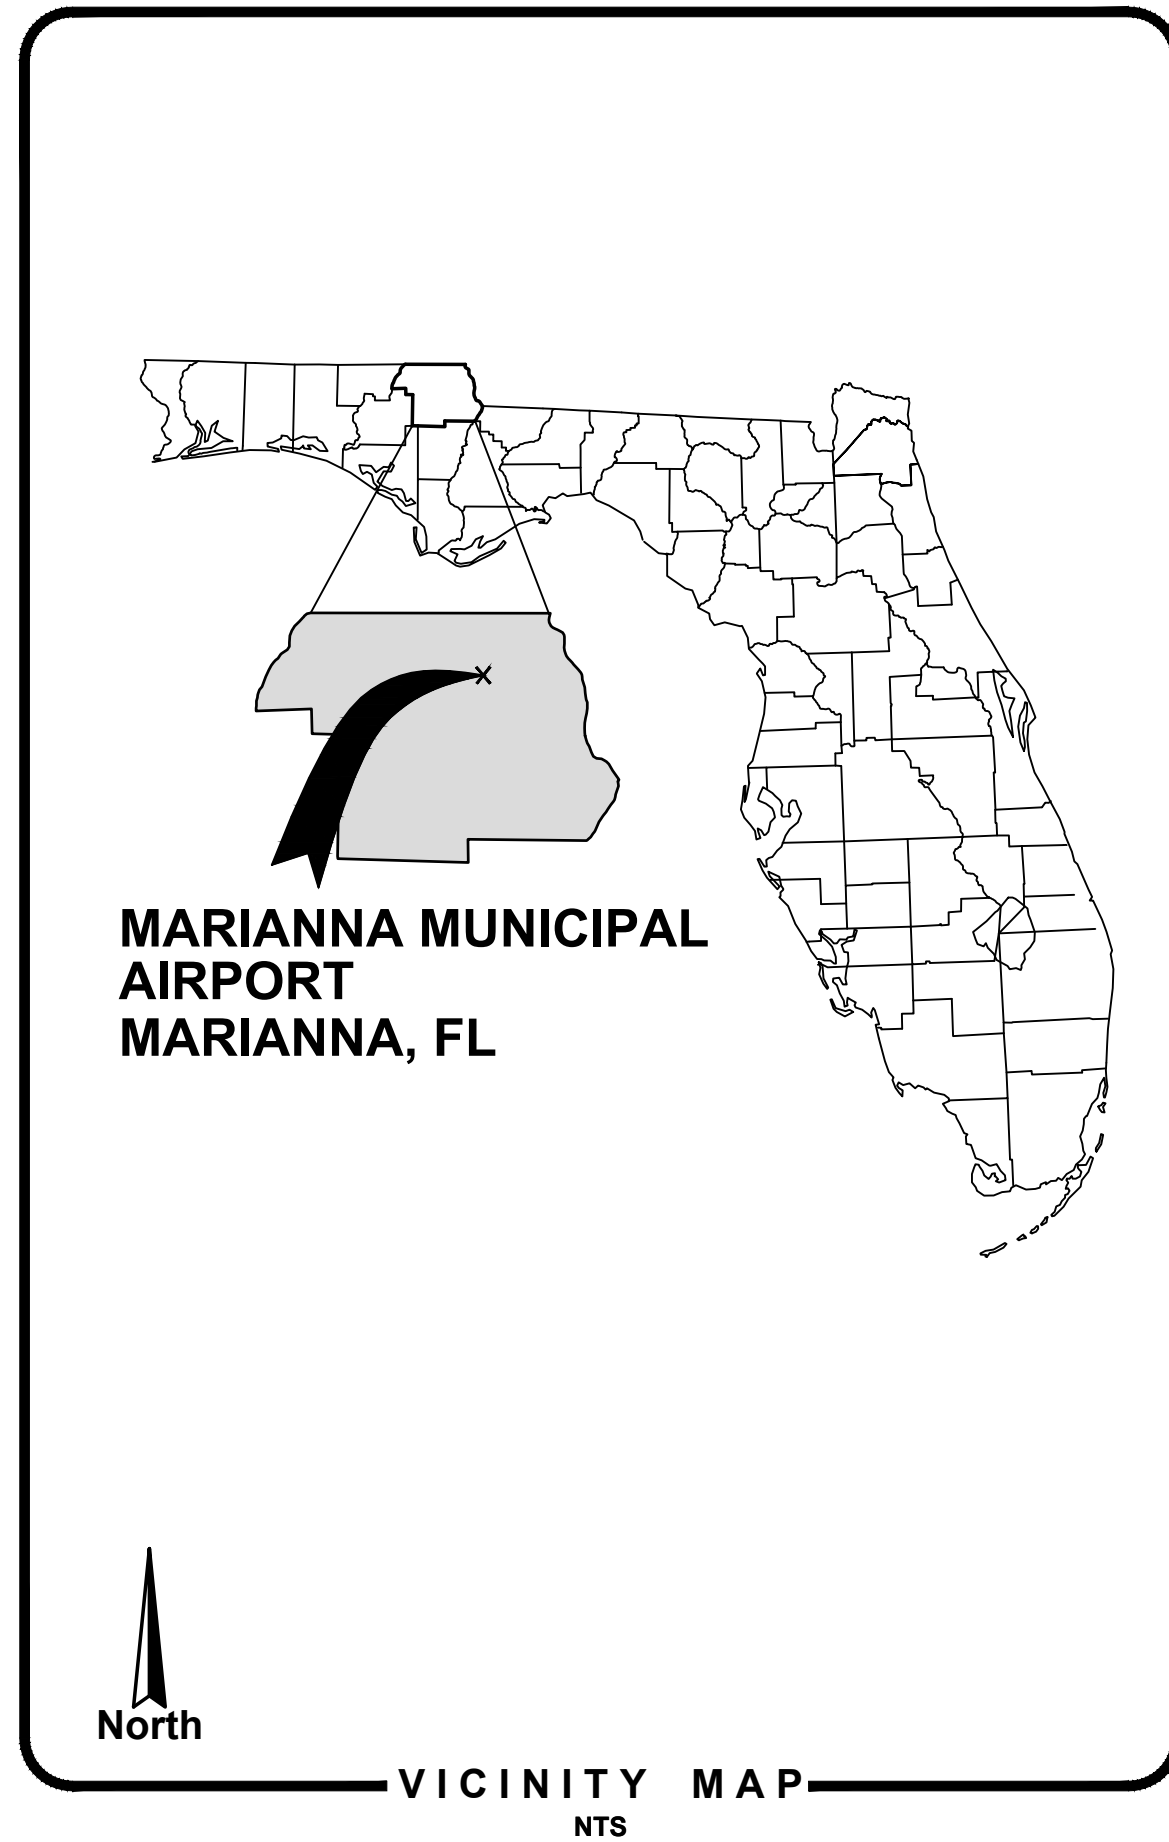 MARIANNA MUNICIPAL
AIRPORT
MARIANNA, FL
North
VICINITY MAP
NTS